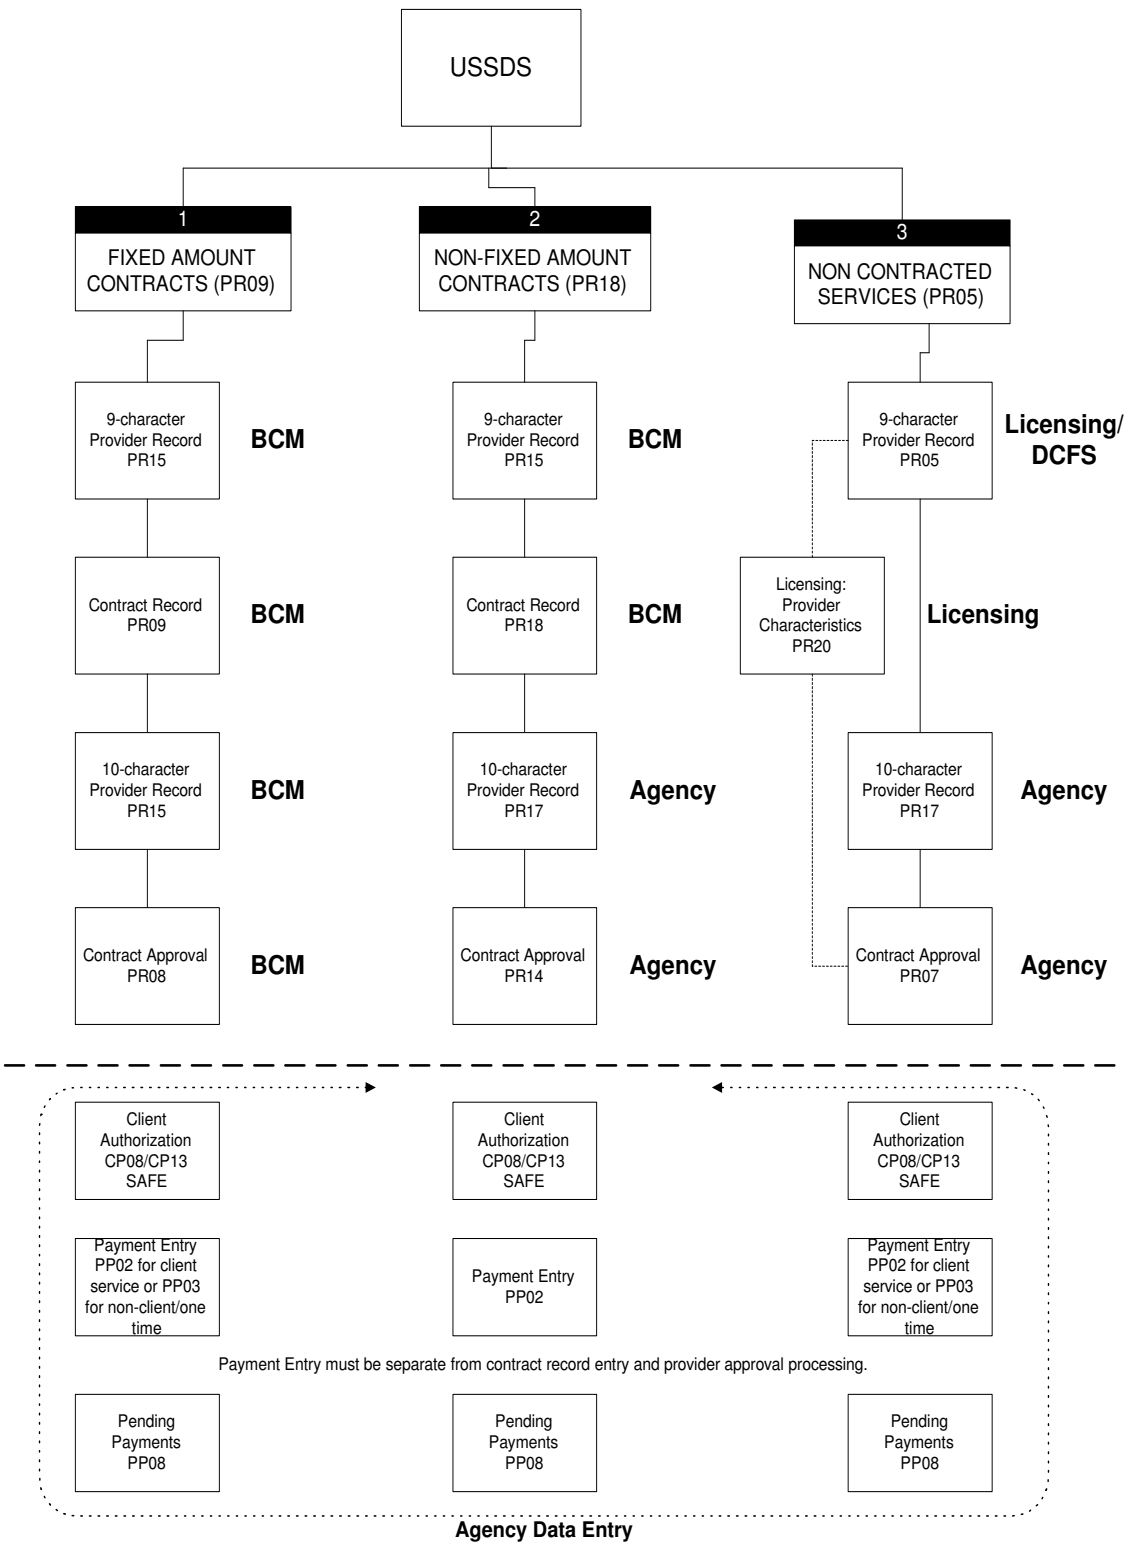 USSDS
1
FIXED AMOUNT
CONTRACTS (PR09)
2
NON-FIXED AMOUNT
CONTRACTS (PR18)
3
NON CONTRACTED
SERVICES (PR05)
9-character
Provider Record
PR15
BCM
9-character
Provider Record
PR15
BCM
9-character
Provider Record
PR05
Licensing/
DCFS
Contract Record
PR09
BCM
Contract Record
PR18
BCM
Licensing:
Provider
Characteristics
PR20
Licensing
10-character
Provider Record
PR15
BCM
10-character
Provider Record
PR17
Agency
10-character
Provider Record
PR17
Agency
Contract Approval
PR08
BCM
Contract Approval
PR14
Agency
Contract Approval
PR07
Agency
Client
Authorization
CP08/CP13
SAFE
Client
Authorization
CP08/CP13
SAFE
Client
Authorization
CP08/CP13
SAFE
Payment Entry
PP02 for client
service or PP03
for non-client/one
time
Payment Entry
PP02
Payment Entry
PP02 for client
service or PP03
for non-client/one
time
Payment Entry must be separate from contract record entry and provider approval processing.
Pending
Payments
PP08
Pending
Payments
PP08
Pending
Payments
PP08
Agency Data Entry